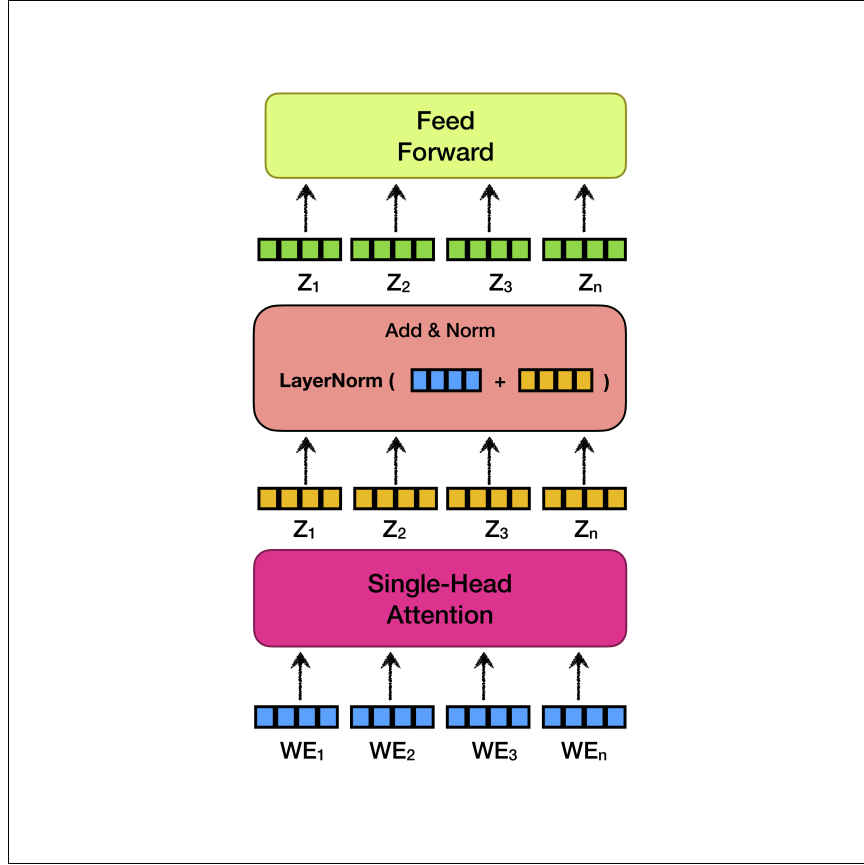 Feed
Forward
Z1 Z2 Z3 Zn
Add & Norm
LayerNorm ( + )
Z1 Z2 Z3 Zn
Single-Head
Attention
WE1 WE2 WE3 WEn